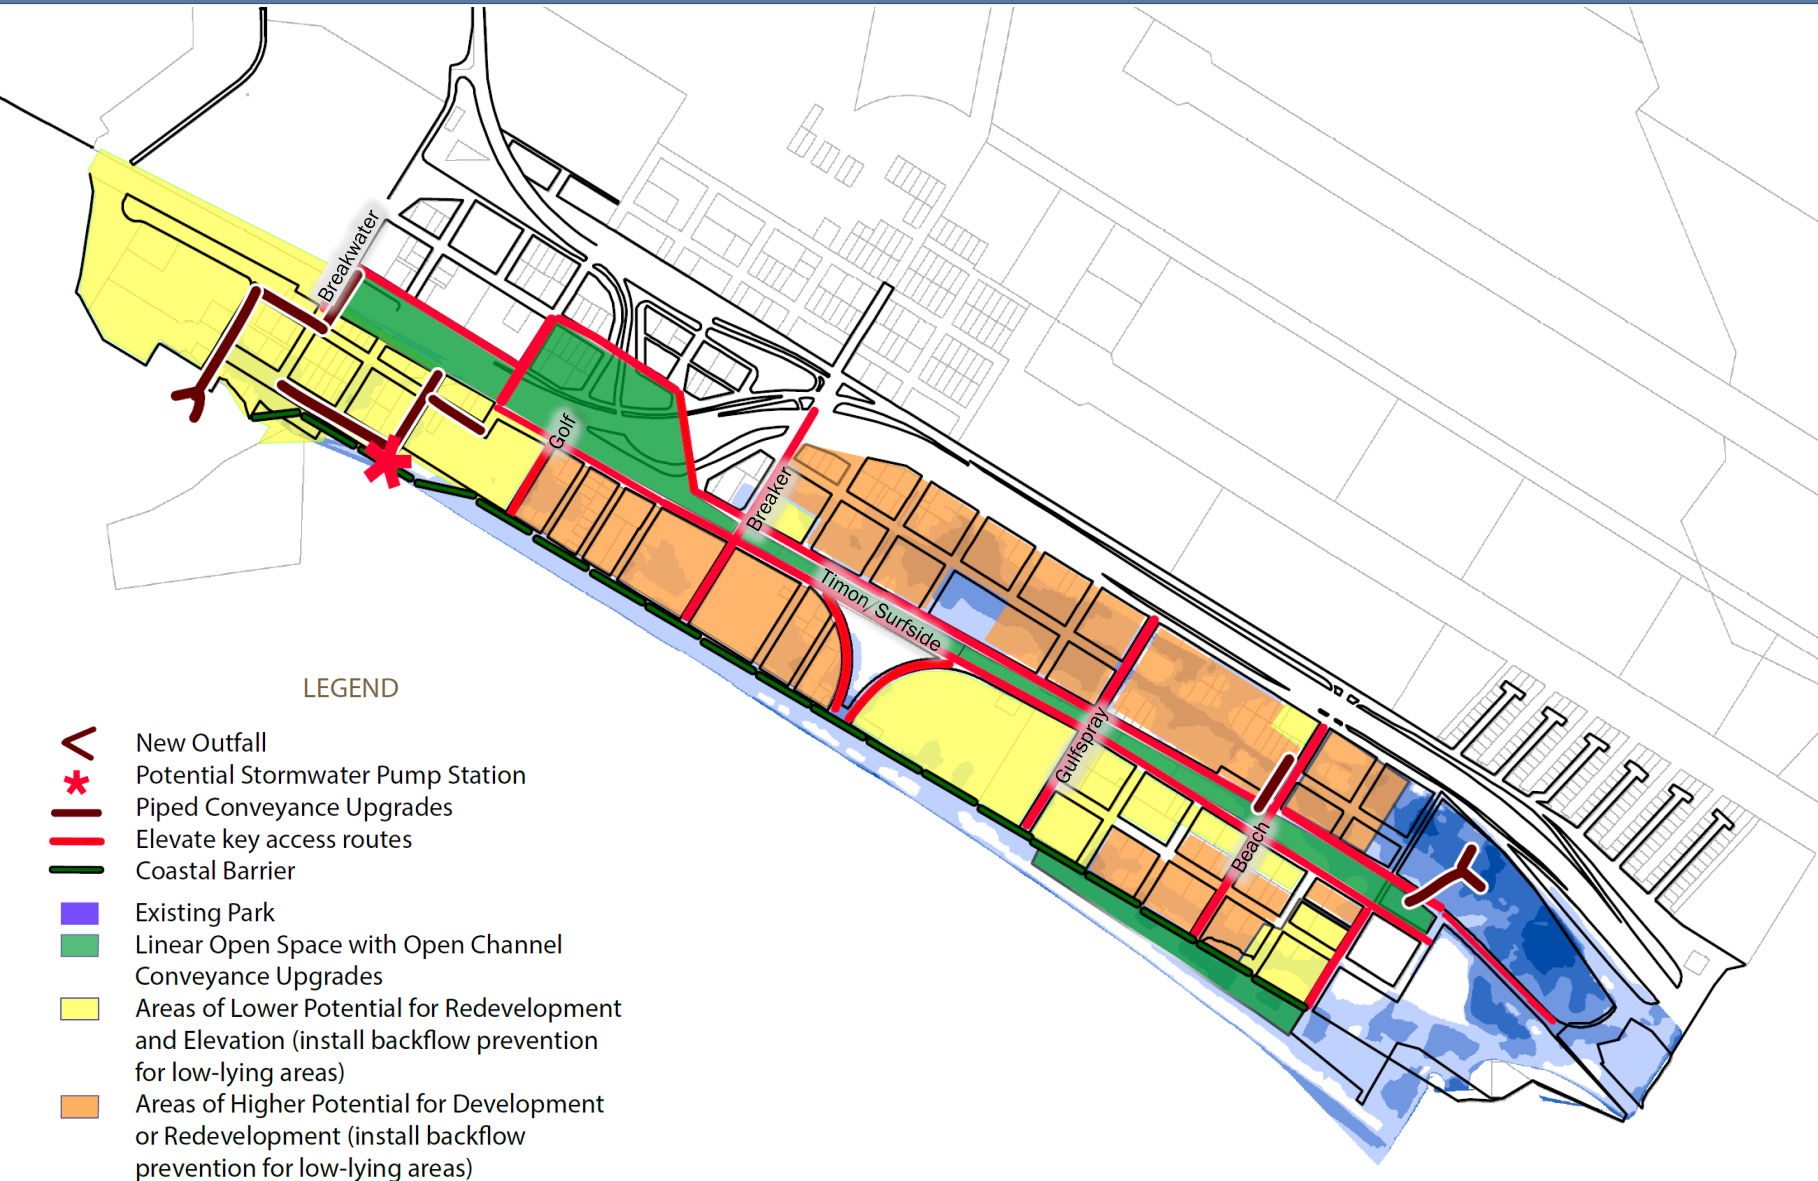 Breakwater
Golf
Breaker
Timon/Surfside
Gulfspray
Beach
LEGEND
New Outfall
Potential Stormwater Pump Station
Piped Conveyance Upgrades
Elevate key access routes
Coastal Barrier
Existing Park
Linear Open Space with Open Channel
Conveyance Upgrades
Areas of Lower Potential for Redevelopment
and Elevation (install backflow prevention
for low-lying areas)
Areas of Higher Potential for Development
or Redevelopment (install backflow
prevention for low-lying areas)